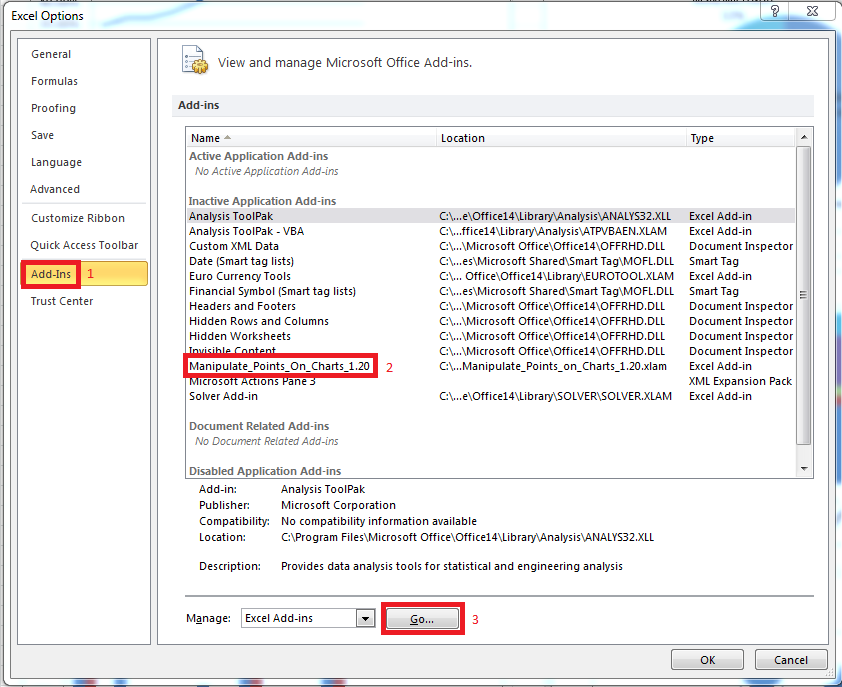 Excel Options
General
Formulas
Proofing
Save
Language
Advanced
Customize Ribbon
Quick Access Toolbar
Add-Ins 1
Trust Center
View and manage Microsoft Office Add-ins.
Add-ins
Name Location Type
Active Application Add-ins
No Active Application Add-ins
Inactive Application Add-ins
Analysis ToolPak C:\...e\Office14\Library\Analysis\ANALYS32.XLL Excel Add-in
Analysis ToolPak - VBA C:\...ffice14\Library\Analysis\ATPVBAEN.XLAM Excel Add-in
Custom XML Data C:\...\Microsoft Office\Office14\OFFRHD.DLL Document Inspector
Date (Smart tag lists) C:\...es\Microsoft Shared\Smart Tag\MOFL.DLL Smart Tag
Euro Currency Tools C:\... Office\Office14\Library\EUROTOOL.XLAM Excel Add-in
Financial Symbol (Smart tag lists) C:\...es\Microsoft Shared\Smart Tag\MOFL.DLL Smart Tag
Headers and Footers C:\...\Microsoft Office\Office14\OFFRHD.DLL Document Inspector
Hidden Rows and Columns C:\...\Microsoft Office\Office14\OFFRHD.DLL Document Inspector
Hidden Worksheets C:\...\Microsoft Office\Office14\OFFRHD.DLL Document Inspector
Invisible Content C:\...\Microsoft Office\Office14\OFFRHD.DLL Document Inspector
Manipulate_Points_On_Charts_1.20 2 C:\...Manipulate_Points_on_Charts_1.20.xlam Excel Add-in
Microsoft Actions Pane 3 XML Expansion Pack
Solver Add-in C:\...e\Office14\Library\SOLVER\SOLVER.XLAM Excel Add-in
Document Related Add-ins
No Document Related Add-ins
Disabled Application Add-ins
Add-in: Analysis ToolPak
Publisher: Microsoft Corporation
Compatibility: No compatibility information available
Location: C:\Program Files\Microsoft Office\Office14\Library\Analysis\ANALYS32.XLL
Description: Provides data analysis tools for statistical and engineering analysis
Manage: Excel Add-ins Go... 3
OK Cancel